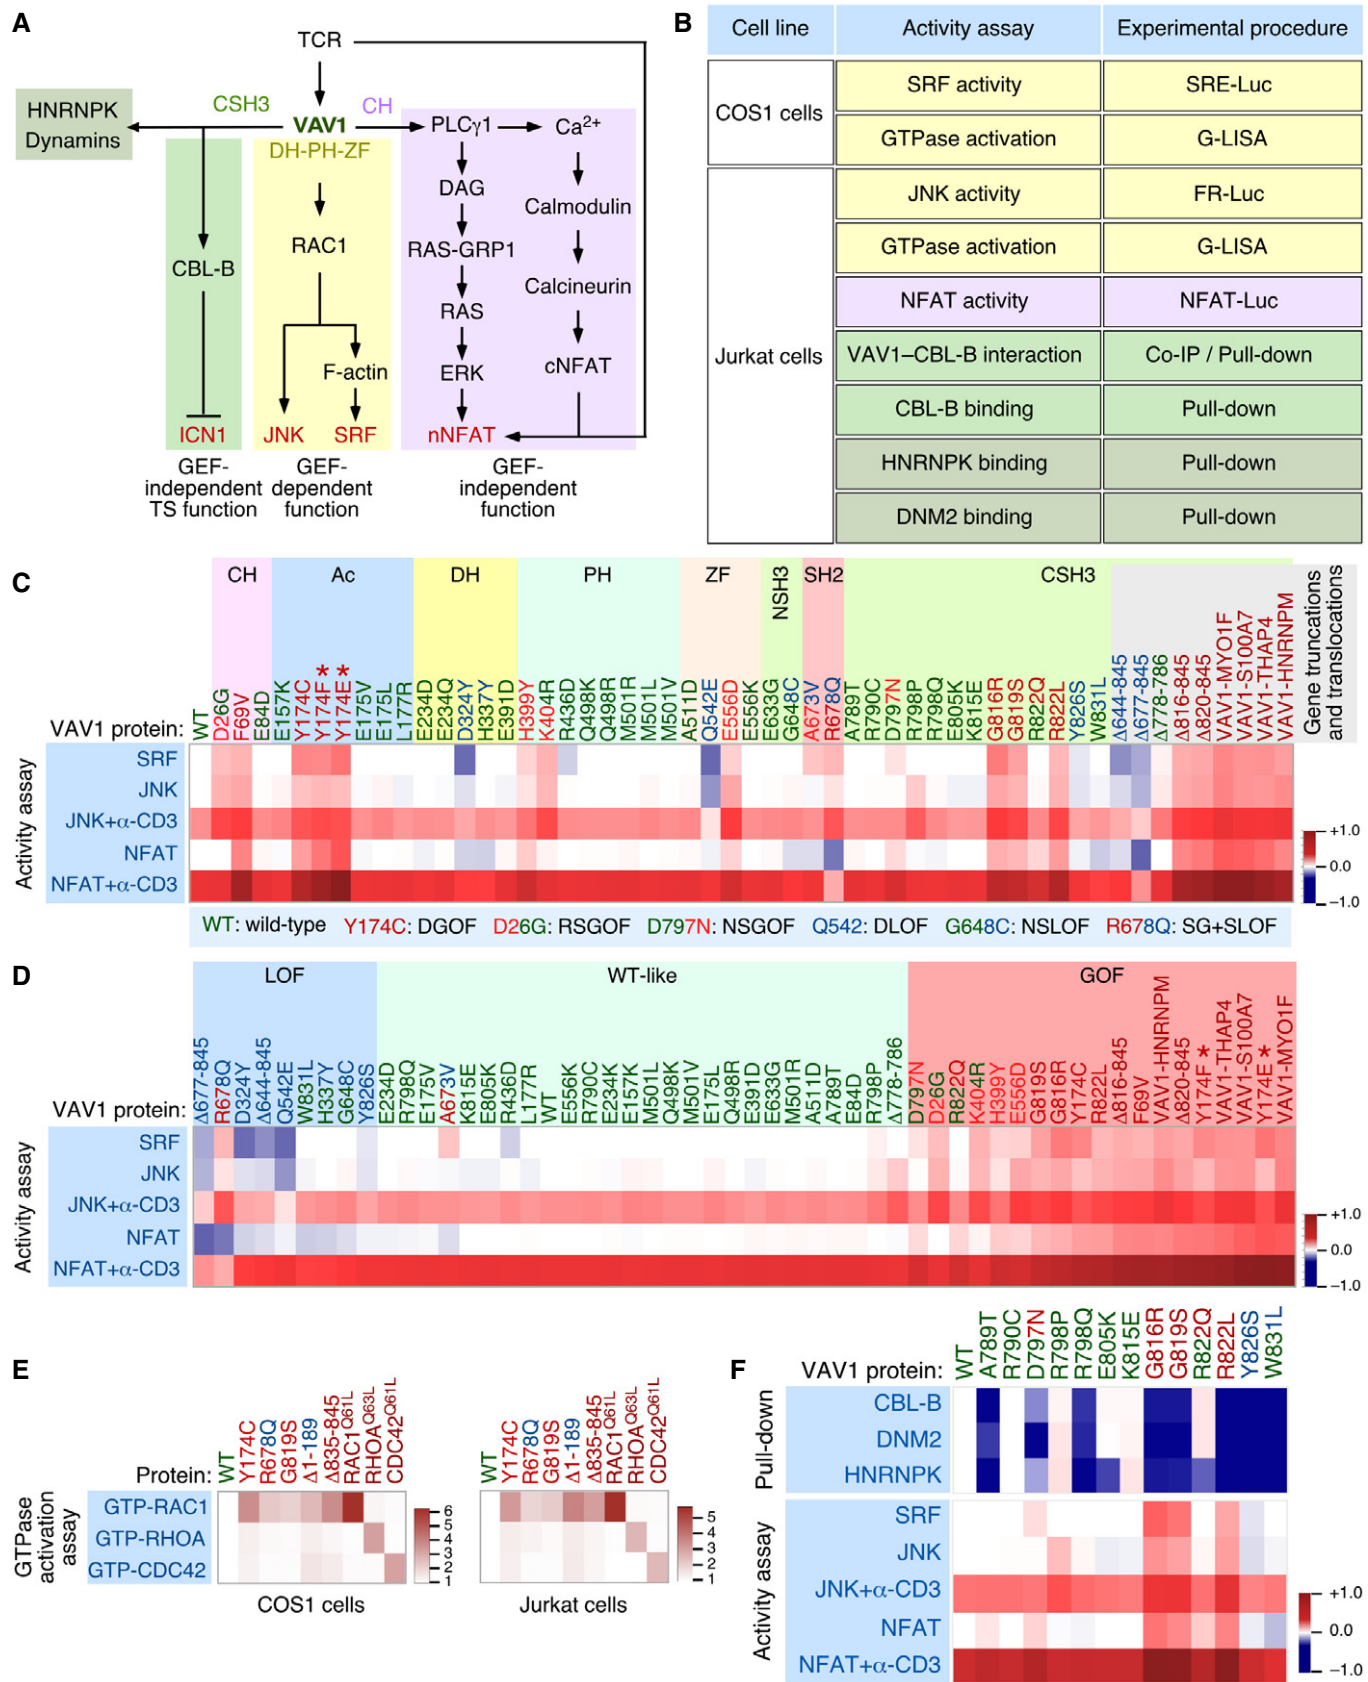 A
TCR
HNRNPK
Dynamins
CSH3
VAV1
CH
DH-PH-ZF
PLCγ1
Ca2+
DAG
Calmodulin
RAC1
RAS-GRP1
CBL-B
Calcineurin
RAS
F-actin
ERK
cNFAT
ICN1
JNK
SRF
nNFAT
GEF-
independent
TS function
GEF-
dependent
function
GEF-
independent
function
B
Cell line
Activity assay
Experimental procedure
COS1 cells
SRF activity
SRE-Luc
GTPase activation
G-LISA
Jurkat cells
JNK activity
FR-Luc
GTPase activation
G-LISA
NFAT activity
NFAT-Luc
VAV1–CBL-B interaction
Co-IP / Pull-down
CBL-B binding
Pull-down
HNRNPK binding
Pull-down
DNM2 binding
Pull-down
C
CH
Ac
DH
PH
ZF
NSH3
SH2
CSH3
Gene truncations
and translocations
VAV1 protein:
WT
D26G
F69V
E84D
E157K
Y174C
Y174F*
Y174E*
E175V
E175L
L177R
E234D
E234Q
D324Y
H337Y
E391D
H399Y
K404R
R436D
Q498K
Q498R
M501R
M501L
M501V
A511D
Q542E
E556D
E556K
E633G
G648C
A673V
R678Q
A789T
R790C
D797N
R798P
R798Q
E805K
K815E
G816R
G819S
R822Q
R822L
Y826S
W831L
Δ644-845
Δ677-845
Δ778-786
Δ816-845
Δ820-845
VAV1-MYO1F
VAV1-S100A7
VAV1-THAP4
VAV1-HNRNPM
Activity assay
SRF
JNK
JNK+α-CD3
NFAT
NFAT+α-CD3
+1.0
0.0
−1.0
WT: wild-type
Y174C: DGOF
D26G: RSGOF
D797N: NSGOF
Q542: DLOF
G648C: NSLOF
R678Q: SG+SLOF
D
LOF
WT-like
GOF
VAV1 protein:
Δ677-845
R678Q
D324Y
Δ644-845
Q542E
W831L
H337Y
G648C
Y826S
E234D
R798Q
E175V
A673V
K815E
E805K
R436D
L177R
WT
E556K
R790C
E234K
E157K
M501L
Q498K
M501V
E175L
Q498R
E391D
E633G
M501R
A511D
A789T
E84D
R798P
Δ778-786
D797N
D26G
R822Q
K404R
H399Y
E556D
G819S
G816R
Y174C
R822L
Δ816-845
F69V
VAV1-HNRNPM
Δ820-845
Y174F*
VAV1-THAP4
VAV1-S100A7
Y174E*
VAV1-MYO1F
Activity assay
SRF
JNK
JNK+α-CD3
NFAT
NFAT+α-CD3
+1.0
0.0
−1.0
E
Protein:
WT
Y174C
R678Q
G819S
Δ1-189
Δ835-845
RAC1Q61L
RHOAQ63L
CDC42Q61L
GTPase
activation
assay
GTP-RAC1
GTP-RHOA
GTP-CDC42
6
5
4
3
2
1
COS1 cells
WT
Y174C
R678Q
G819S
Δ1-189
Δ835-845
RAC1Q61L
RHOAQ63L
CDC42Q61L
5
4
3
2
1
Jurkat cells
F
VAV1 protein:
WT
A789T
R790C
D797N
R798P
R798Q
E805K
K815E
G816R
G819S
R822Q
R822L
Y826S
W831L
Pull-down
CBL-B
DNM2
HNRNPK
Activity assay
SRF
JNK
JNK+α-CD3
NFAT
NFAT+α-CD3
+1.0
0.0
−1.0